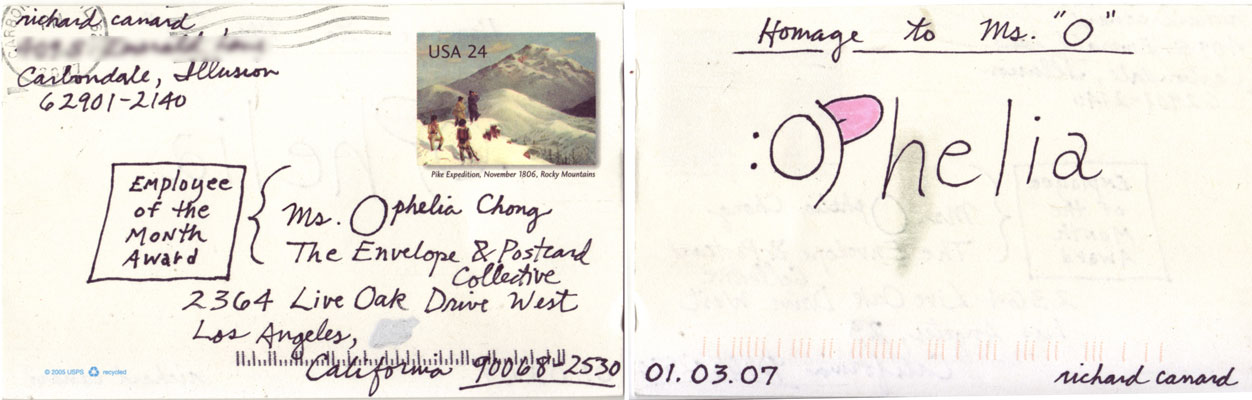 richard canard
Carbondale, Illusion
62901-2140
USA 24
Pike Expedition, November 1806, Rocky Mountains
Employee
of the
Month
Award
Ms. Ophelia Chong
The Envelope & Postcard
Collective
2364 Live Oak Drive West
Los Angeles,
California 90068-2530
© 2005 USPS recycled
Homage to Ms. "O"
:Ophelia
01.03.07
richard canard